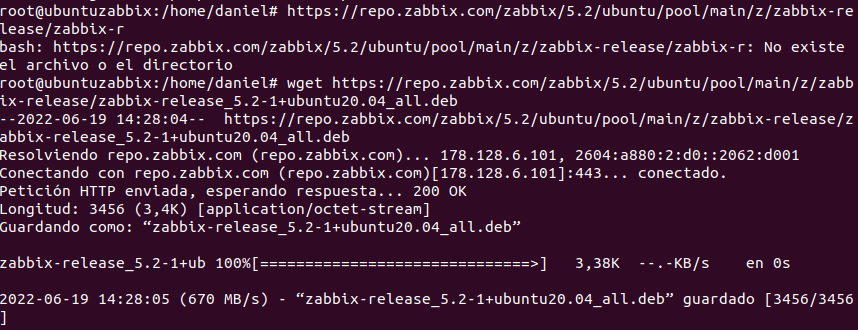 root@ubuntuzabbix:/home/daniel# https://repo.zabbix.com/zabbix/5.2/ubuntu/pool/main/z/zabbix-re
lease/zabbix-r
bash: https://repo.zabbix.com/zabbix/5.2/ubuntu/pool/main/z/zabbix-release/zabbix-r: No existe
el archivo o el directorio
root@ubuntuzabbix:/home/daniel# wget https://repo.zabbix.com/zabbix/5.2/ubuntu/pool/main/z/zabb
ix-release/zabbix-release_5.2-1+ubuntu20.04_all.deb
--2022-06-19 14:28:04--  https://repo.zabbix.com/zabbix/5.2/ubuntu/pool/main/z/zabbix-release/z
abbix-release_5.2-1+ubuntu20.04_all.deb
Resolviendo repo.zabbix.com (repo.zabbix.com)... 178.128.6.101, 2604:a880:2:d0::2062:d001
Conectando con repo.zabbix.com (repo.zabbix.com)[178.128.6.101]:443... conectado.
Petición HTTP enviada, esperando respuesta... 200 OK
Longitud: 3456 (3,4K) [application/octet-stream]
Guardando como: “zabbix-release_5.2-1+ubuntu20.04_all.deb”
zabbix-release_5.2-1+ub 100%[==============================>]   3,38K  --.-KB/s    en 0s
2022-06-19 14:28:05 (670 MB/s) - “zabbix-release_5.2-1+ubuntu20.04_all.deb” guardado [3456/3456
]